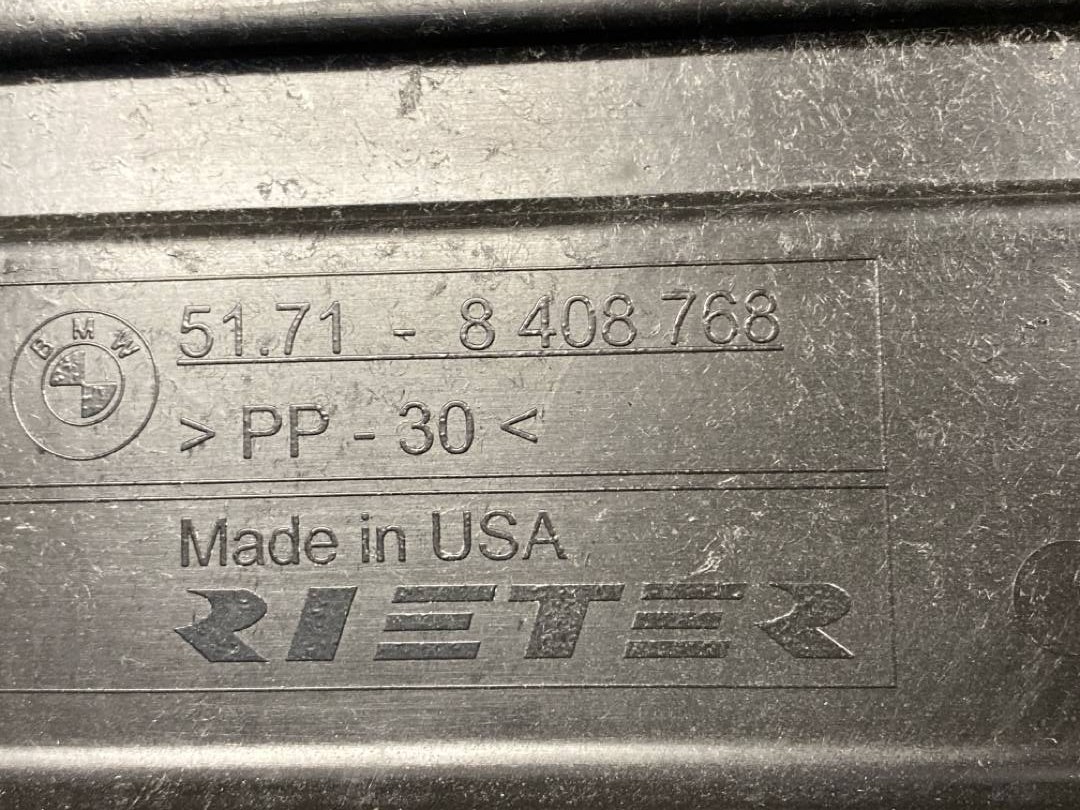 BMW
51.71 - 8 408 768
> PP - 30 <
Made in USA
RIETER